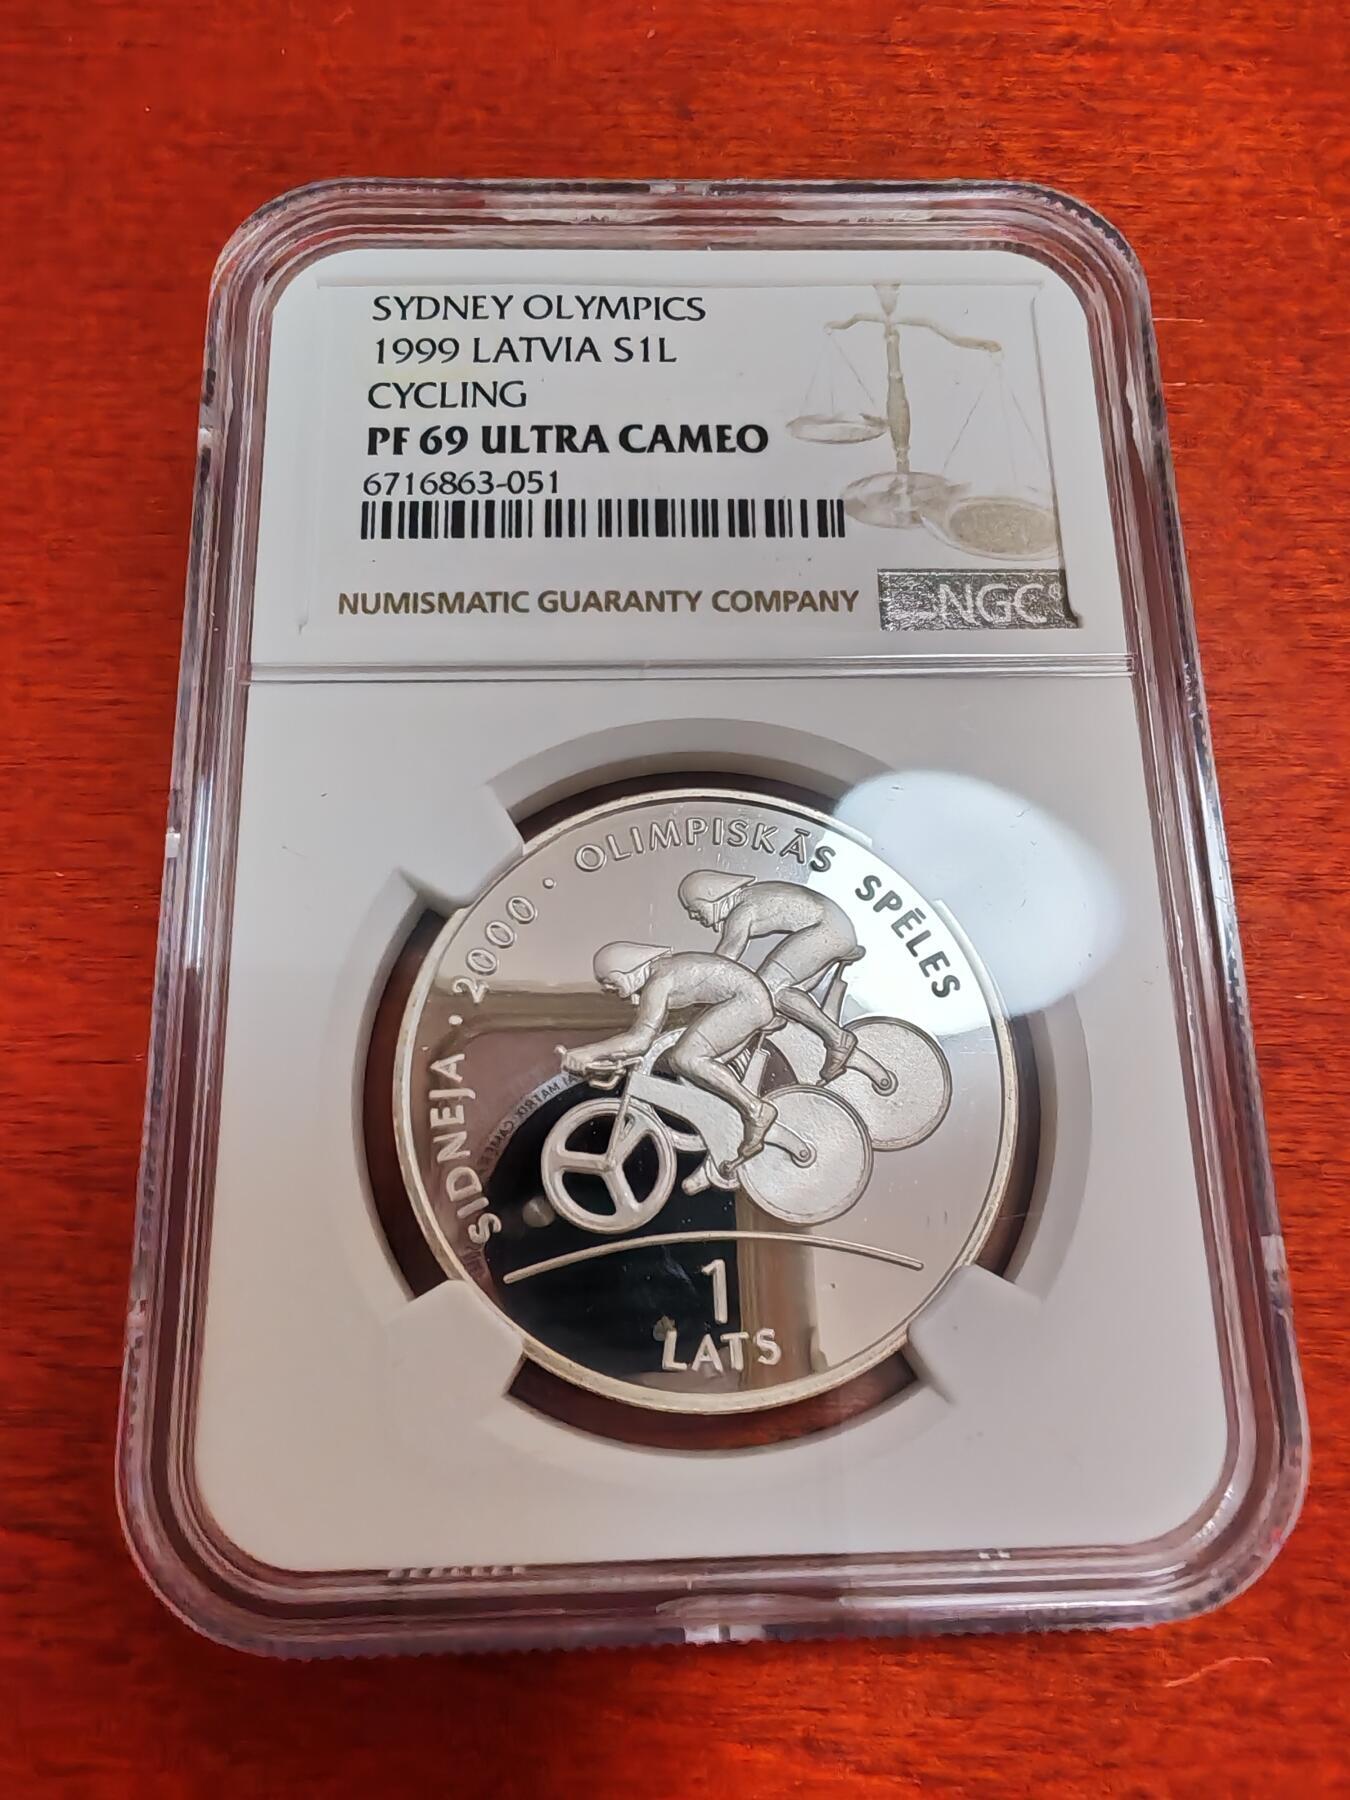 SYDNEY OLYMPICS
1999 LATVIA S1L
CYCLING
PF 69 ULTRA CAMEO
6716863-051
NUMISMATIC GUARANTY COMPANY
NGC®
SIDNEJA · 2000 · OLIMPISKĀS SPĒLES
1
LATS